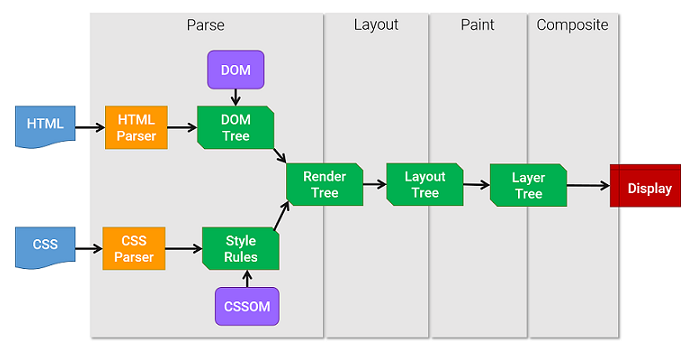 Parse
Layout
Paint
Composite
DOM
HTML
HTML
Parser
DOM
Tree
Render
Tree
Layout
Tree
Layer
Tree
Display
CSS
CSS
Parser
Style
Rules
CSSOM